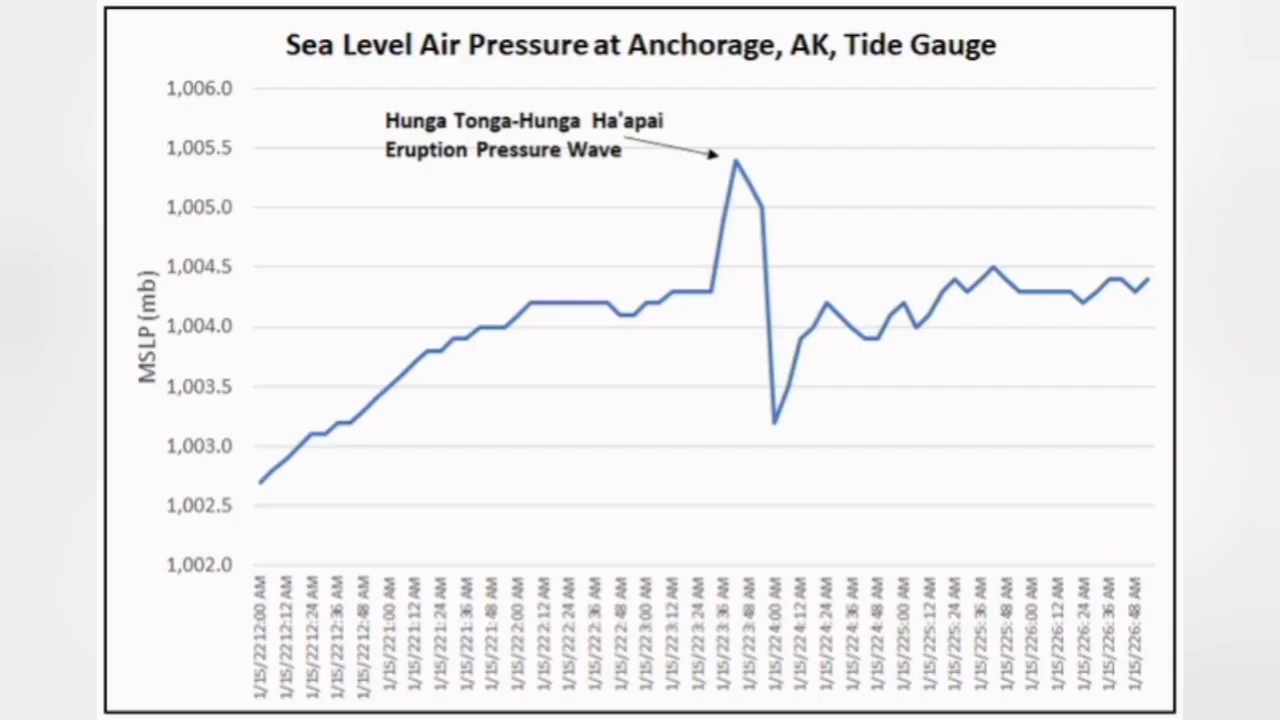 Sea Level Air Pressure at Anchorage, AK, Tide Gauge
1,006.0
Hunga Tonga-Hunga Ha'apai
Eruption Pressure Wave
1,005.5
1,005.0
1,004.5
1,004.0
1,003.5
1,003.0
1,002.5
1,002.0
MSLP (mb)
1/15/22 12:00 AM
1/15/22 12:12 AM
1/15/22 12:24 AM
1/15/22 12:36 AM
1/15/22 12:48 AM
1/15/22 1:00 AM
1/15/22 1:12 AM
1/15/22 1:24 AM
1/15/22 1:36 AM
1/15/22 1:48 AM
1/15/22 2:00 AM
1/15/22 2:12 AM
1/15/22 2:24 AM
1/15/22 2:36 AM
1/15/22 2:48 AM
1/15/22 3:00 AM
1/15/22 3:12 AM
1/15/22 3:24 AM
1/15/22 3:36 AM
1/15/22 3:48 AM
1/15/22 4:00 AM
1/15/22 4:12 AM
1/15/22 4:24 AM
1/15/22 4:36 AM
1/15/22 4:48 AM
1/15/22 5:00 AM
1/15/22 5:12 AM
1/15/22 5:24 AM
1/15/22 5:36 AM
1/15/22 5:48 AM
1/15/22 6:00 AM
1/15/22 6:12 AM
1/15/22 6:24 AM
1/15/22 6:36 AM
1/15/22 6:48 AM